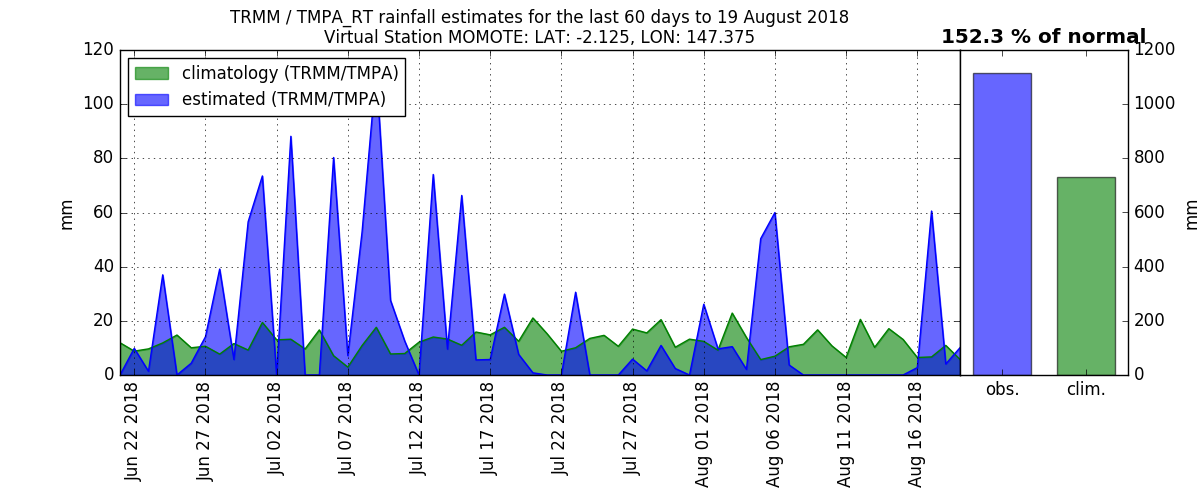 TRMM / TMPA_RT rainfall estimates for the last 60 days to 19 August 2018
Virtual Station MOMOTE: LAT: -2.125, LON: 147.375
152.3 % of normal
climatology (TRMM/TMPA)
estimated (TRMM/TMPA)
120
100
80
60
40
20
0
mm
1200
1000
800
600
400
200
0
mm
Jun 22 2018
Jun 27 2018
Jul 02 2018
Jul 07 2018
Jul 12 2018
Jul 17 2018
Jul 22 2018
Jul 27 2018
Aug 01 2018
Aug 06 2018
Aug 11 2018
Aug 16 2018
obs.
clim.